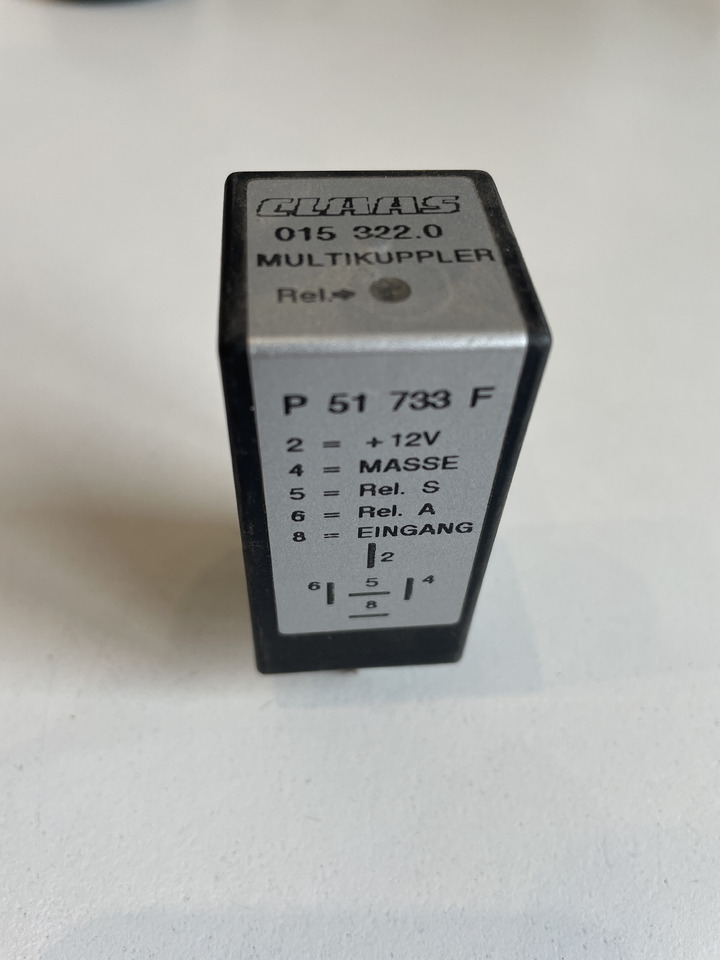 CLAAS
015 322.0
MULTIKUPPLER
Rel.
P 51 733 F
2 = +12V
4 = MASSE
5 = Rel. S
6 = Rel. A
8 = EINGANG
2
6 5 4
8